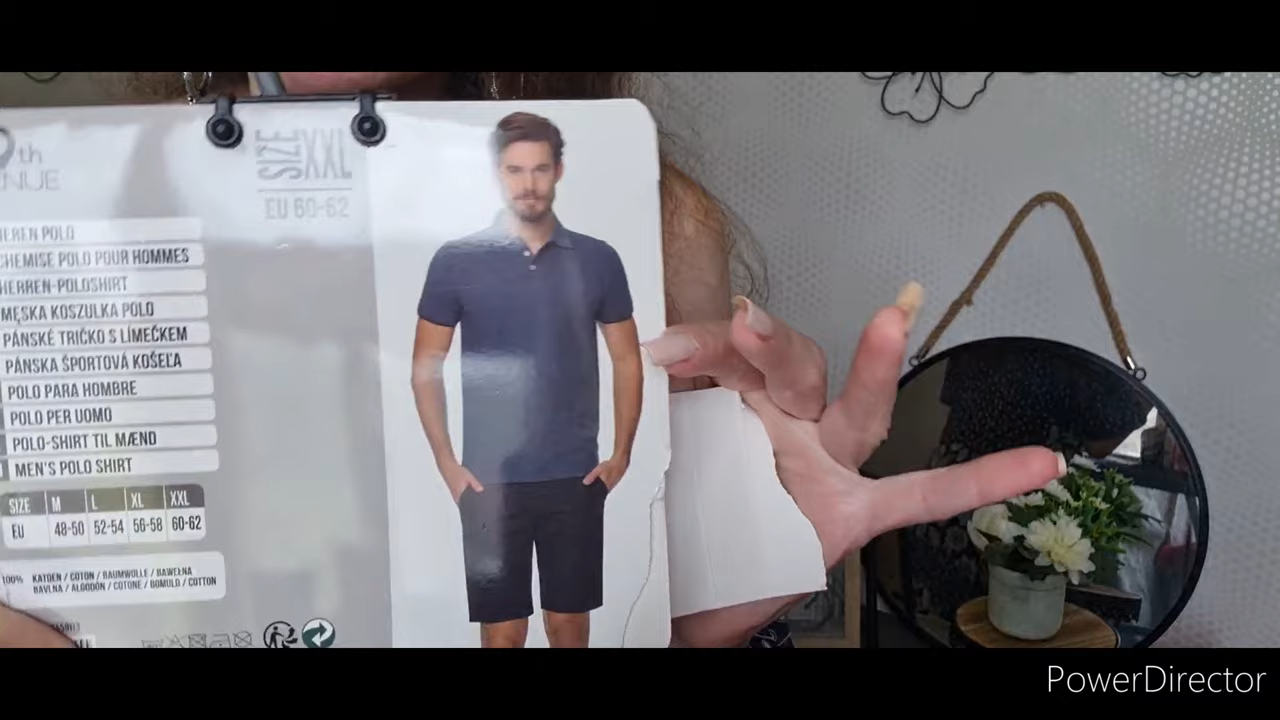 th
NUE
SIZE XXL
EU 60-62
HEREN POLO
CHEMISE POLO POUR HOMMES
HERREN-POLOSHIRT
MĘSKA KOSZULKA POLO
PÁNSKÉ TRIČKO S LÍMEČKEM
PÁNSKA ŠPORTOVÁ KOŠEĽA
POLO PARA HOMBRE
POLO PER UOMO
POLO-SHIRT TIL MÆND
MEN'S POLO SHIRT
SIZE M L XL XXL
EU 48-50 52-54 56-58 60-62
100% KATOEN / COTON / BAUMWOLLE / BAWEŁNA
BAVLNA / ALGODÓN / COTONE / BOMULD / COTTON
PowerDirector